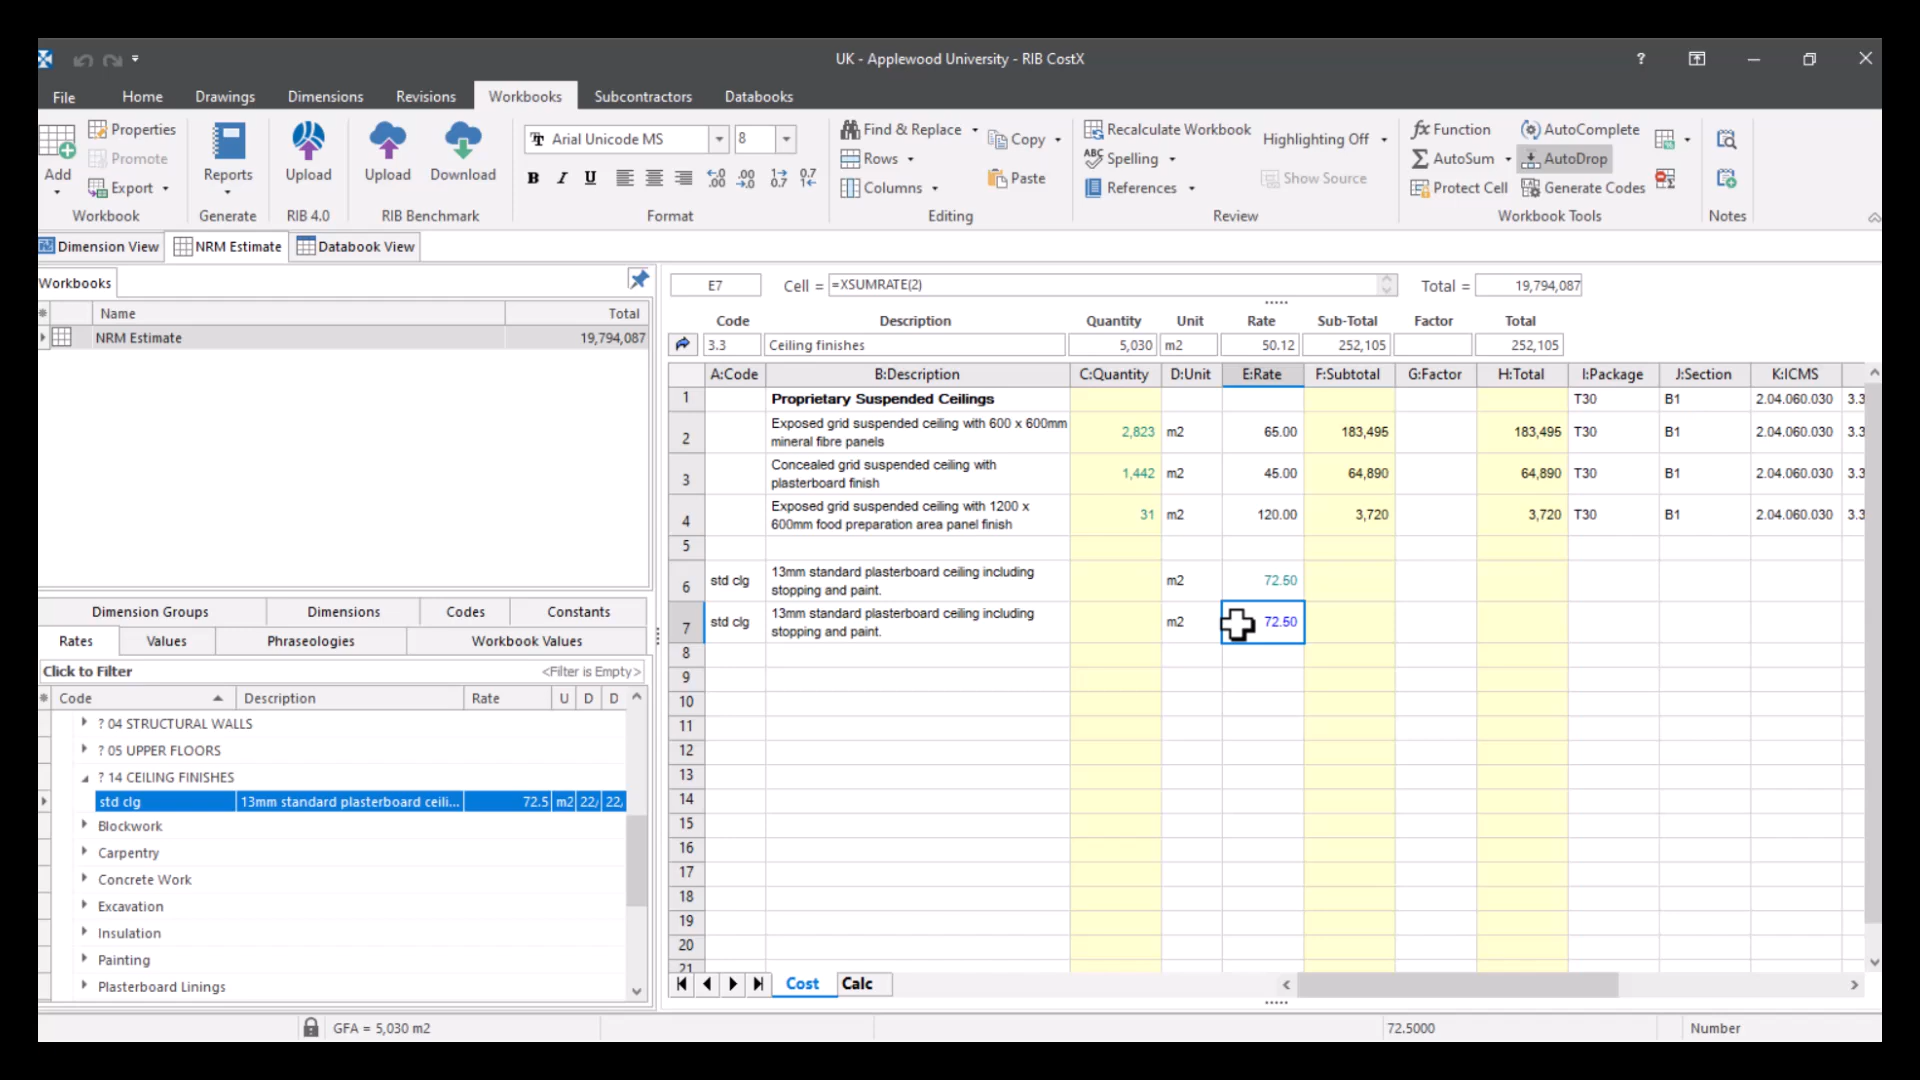 UK - Applewood University - RIB CostX
?
File Home Drawings Dimensions Revisions Workbooks Subcontractors Databooks
Add
Properties
Promote
Export
Workbook
Reports
Generate
Upload
RIB 4.0
Upload Download
RIB Benchmark
Arial Unicode MS 8
B I U
Format
Find & Replace
Rows
Columns
Copy
Paste
Editing
Recalculate Workbook
Spelling
References
Highlighting Off
Show Source
Review
Function
AutoSum
Protect Cell
AutoComplete
AutoDrop
Generate Codes
Workbook Tools
Notes
Dimension View NRM Estimate Databook View
Workbooks
Name Total
NRM Estimate 19,794,087
Dimension Groups Dimensions Codes Constants
Rates Values Phraseologies Workbook Values
Click to Filter <Filter is Empty>
Code Description Rate U D D
? 04 STRUCTURAL WALLS
? 05 UPPER FLOORS
? 14 CEILING FINISHES
std clg 13mm standard plasterboard ceili... 72.5 m2 22/ 22,
Blockwork
Carpentry
Concrete Work
Excavation
Insulation
Painting
Plasterboard Linings
E7 Cell = =XSUMRATE(2) Total = 19,794,087
Code Description Quantity Unit Rate Sub-Total Factor Total
3.3 Ceiling finishes 5,030 m2 50.12 252,105 252,105
A:Code B:Description C:Quantity D:Unit E:Rate F:Subtotal G:Factor H:Total I:Package J:Section K:ICMS
1 Proprietary Suspended Ceilings T30 B1 2.04.060.030 3.3
2 Exposed grid suspended ceiling with 600 x 600mm mineral fibre panels 2,823 m2 65.00 183,495 183,495 T30 B1 2.04.060.030 3.3
3 Concealed grid suspended ceiling with plasterboard finish 1,442 m2 45.00 64,890 64,890 T30 B1 2.04.060.030 3.3
4 Exposed grid suspended ceiling with 1200 x 600mm food preparation area panel finish 31 m2 120.00 3,720 3,720 T30 B1 2.04.060.030 3.3
5
6 std clg 13mm standard plasterboard ceiling including stopping and paint. m2 72.50
7 std clg 13mm standard plasterboard ceiling including stopping and paint. m2 72.50
8
9
10
11
12
13
14
15
16
17
18
19
20
21
Cost Calc
GFA = 5,030 m2 72.5000 Number